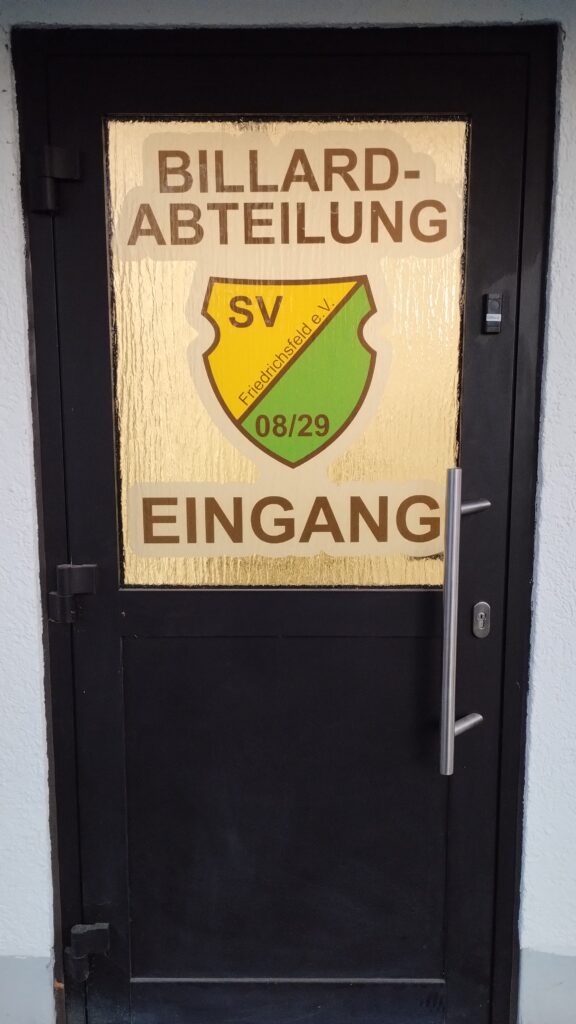 BILLARD-
ABTEILUNG
SV
Friedrichsfeld e.V.
08/29
EINGANG